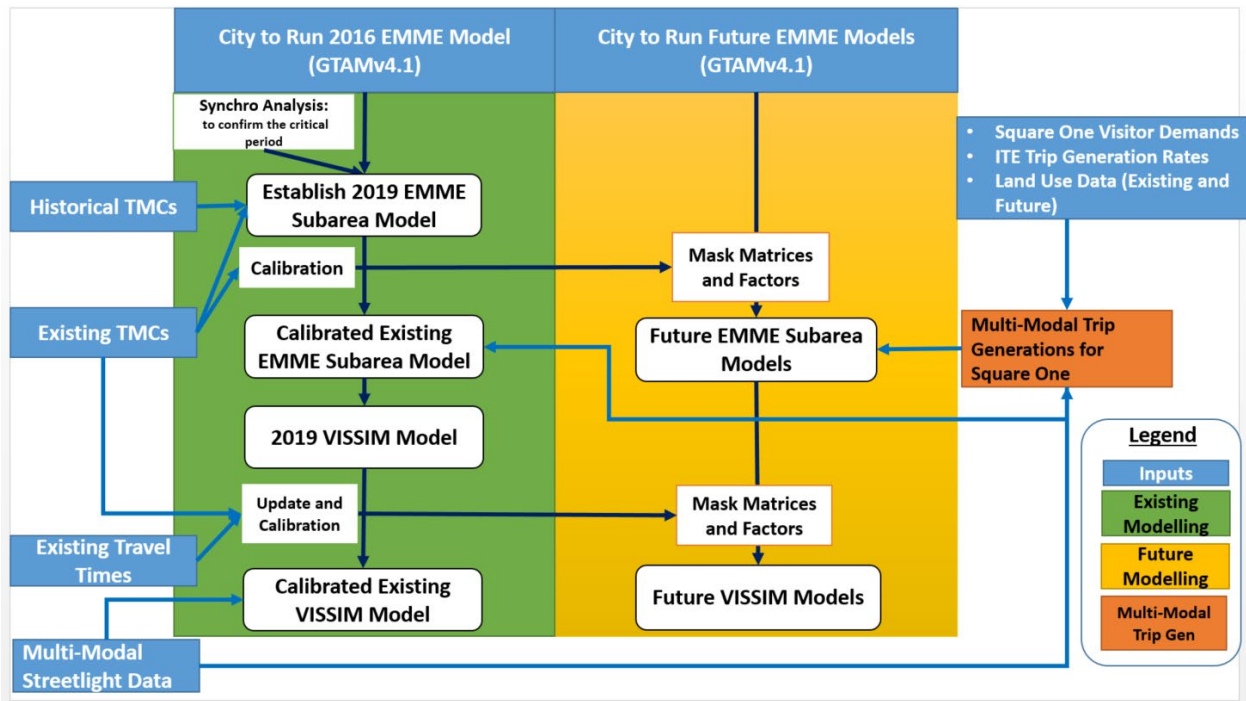 City to Run 2016 EMME Model
(GTAMv4.1)
City to Run Future EMME Models
(GTAMv4.1)
Synchro Analysis:
to confirm the critical
period
• Square One Visitor Demands
• ITE Trip Generation Rates
• Land Use Data (Existing and
Future)
Historical TMCs
Establish 2019 EMME
Subarea Model
Calibration
Mask Matrices
and Factors
Existing TMCs
Calibrated Existing
EMME Subarea Model
Future EMME Subarea
Models
Multi-Modal Trip
Generations for
Square One
2019 VISSIM Model
Update and
Calibration
Mask Matrices
and Factors
Existing Travel
Times
Calibrated Existing
VISSIM Model
Future VISSIM Models
Multi-Modal
Streetlight Data
Legend
Inputs
Existing
Modelling
Future
Modelling
Multi-Modal
Trip Gen